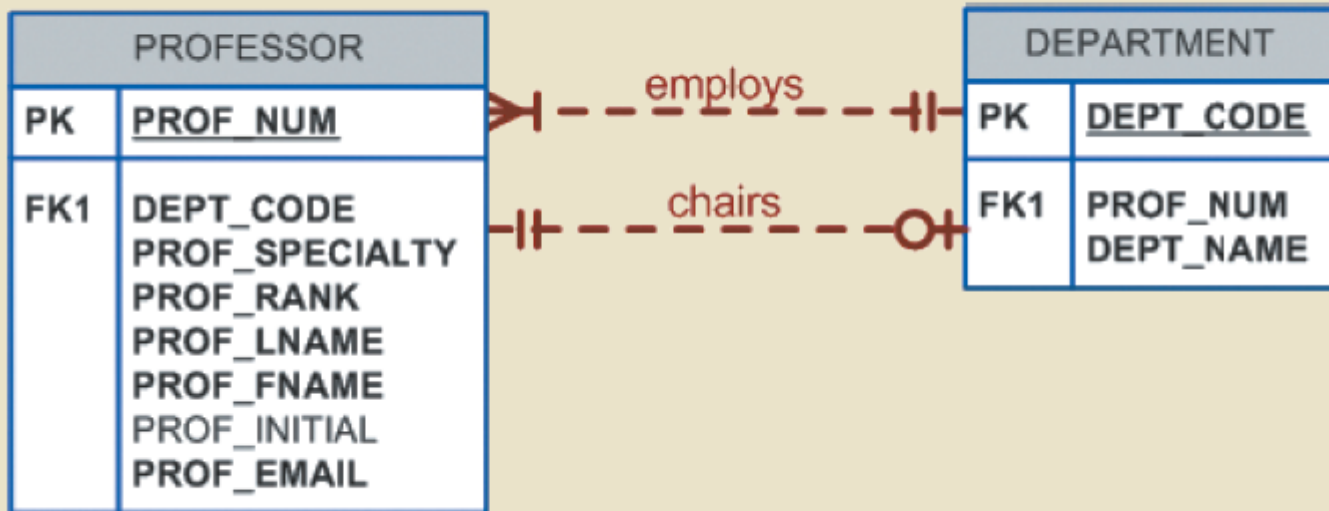 PROFESSOR
PK PROF_NUM
FK1 DEPT_CODE
PROF_SPECIALTY
PROF_RANK
PROF_LNAME
PROF_FNAME
PROF_INITIAL
PROF_EMAIL
employs
chairs
DEPARTMENT
PK DEPT_CODE
FK1 PROF_NUM
DEPT_NAME